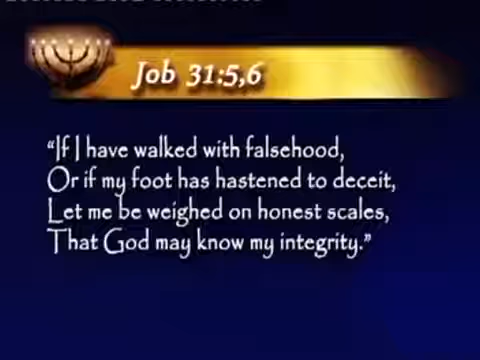 Job 31:5,6
“If I have walked with falsehood,
Or if my foot has hastened to deceit,
Let me be weighed on honest scales,
That God may know my integrity.”